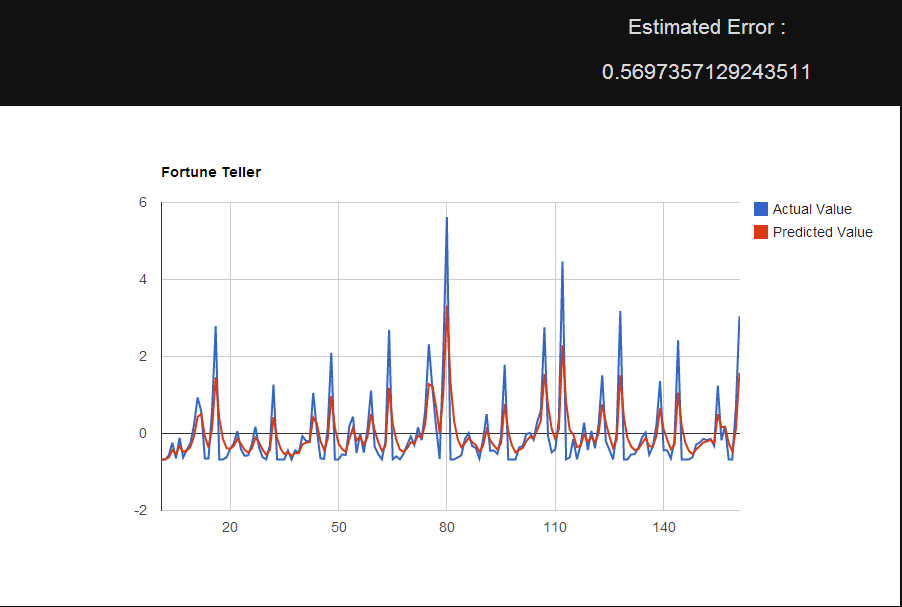 Estimated Error :
0.5697357129243511
Fortune Teller
6
4
2
0
-2
20
50
80
110
140
Actual Value
Predicted Value